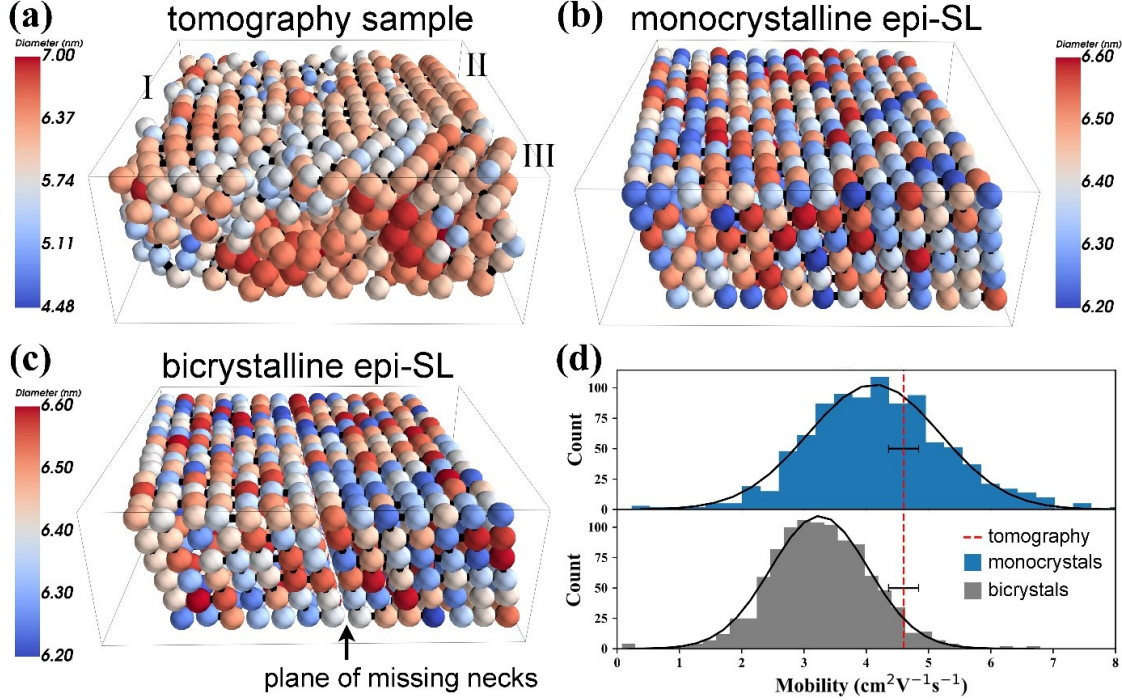 (a)
tomography sample
Diameter (nm)
7.00
6.37
5.74
5.11
4.48
I
II
III
(b)
monocrystalline epi-SL
Diameter (nm)
6.60
6.50
6.40
6.30
6.20
(c)
bicrystalline epi-SL
Diameter (nm)
6.60
6.50
6.40
6.30
6.20
plane of missing necks
(d)
100
75
50
25
0
Count
100
75
50
25
0
Count
tomography
monocrystals
bicrystals
0 1 2 3 4 5 6 7 8
Mobility (cm²V⁻¹s⁻¹)